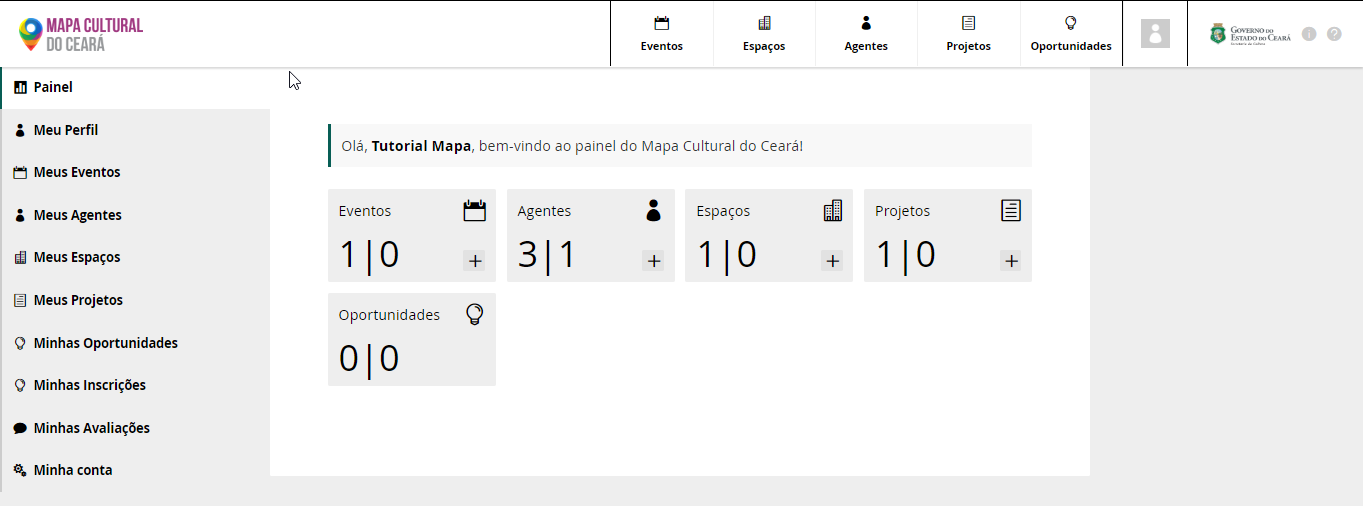 MAPA CULTURAL
DO CEARÁ
Eventos
Espaços
Agentes
Projetos
Oportunidades
GOVERNO DO
ESTADO DO CEARÁ
Secretaria da Cultura
i
?
Painel
Meu Perfil
Meus Eventos
Meus Agentes
Meus Espaços
Meus Projetos
Minhas Oportunidades
Minhas Inscrições
Minhas Avaliações
Minha conta
Olá, Tutorial Mapa, bem-vindo ao painel do Mapa Cultural do Ceará!
Eventos
1|0
+
Agentes
3|1
+
Espaços
1|0
+
Projetos
1|0
+
Oportunidades
0|0